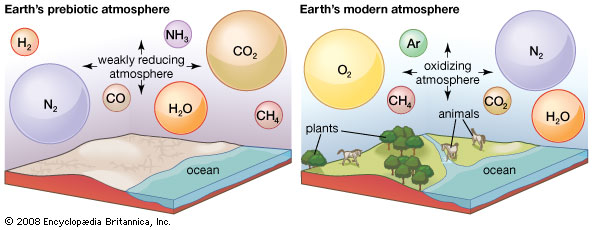 Earth's prebiotic atmosphere
H₂
NH₃
CO₂
weakly reducing
atmosphere
N₂
CO
H₂O
CH₄
ocean
Earth's modern atmosphere
Ar
N₂
O₂
oxidizing
atmosphere
CH₄
CO₂
H₂O
plants
animals
ocean
© 2008 Encyclopædia Britannica, Inc.